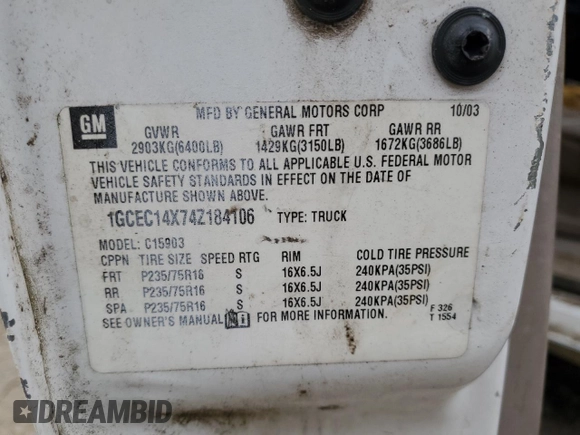 GM
MFD BY GENERAL MOTORS CORP 10/03
GVWR GAWR FRT GAWR RR
2903KG(6400LB) 1429KG(3150LB) 1672KG(3686LB)
THIS VEHICLE CONFORMS TO ALL APPLICABLE U.S. FEDERAL MOTOR
VEHICLE SAFETY STANDARDS IN EFFECT ON THE DATE OF
MANUFACTURE SHOWN ABOVE.
1GCEC14X74Z184106 TYPE: TRUCK
MODEL: C15903
CPPN TIRE SIZE SPEED RTG RIM COLD TIRE PRESSURE
FRT P235/75R16 S 16X6.5J 240KPA(35PSI)
RR P235/75R16 S 16X6.5J 240KPA(35PSI)
SPA P235/75R16 S 16X6.5J 240KPA(35PSI)
SEE OWNER'S MANUAL FOR MORE INFORMATION.
F 326
T 1554
DREAMBID